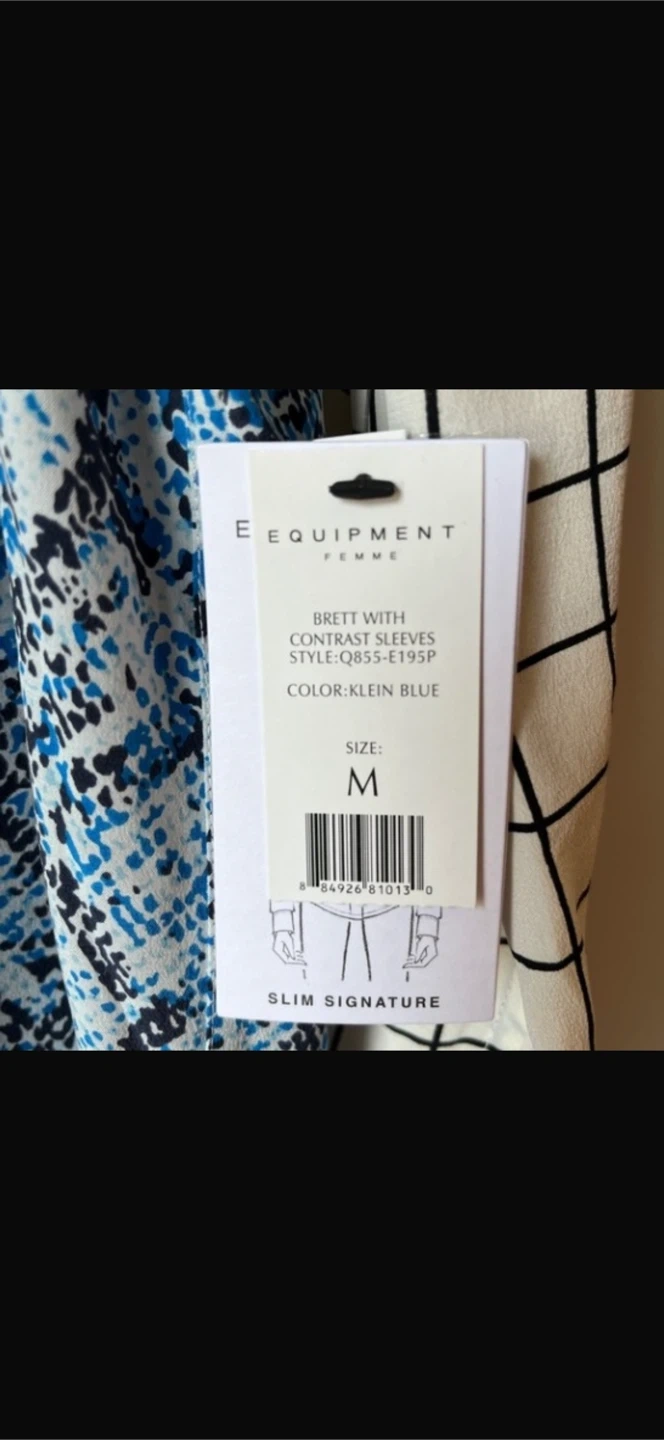 E
EQUIPMENT
FEMME
BRETT WITH
CONTRAST SLEEVES
STYLE:Q855-E195P
COLOR:KLEIN BLUE
SIZE:
M
8 84926 81013 0
SLIM SIGNATURE